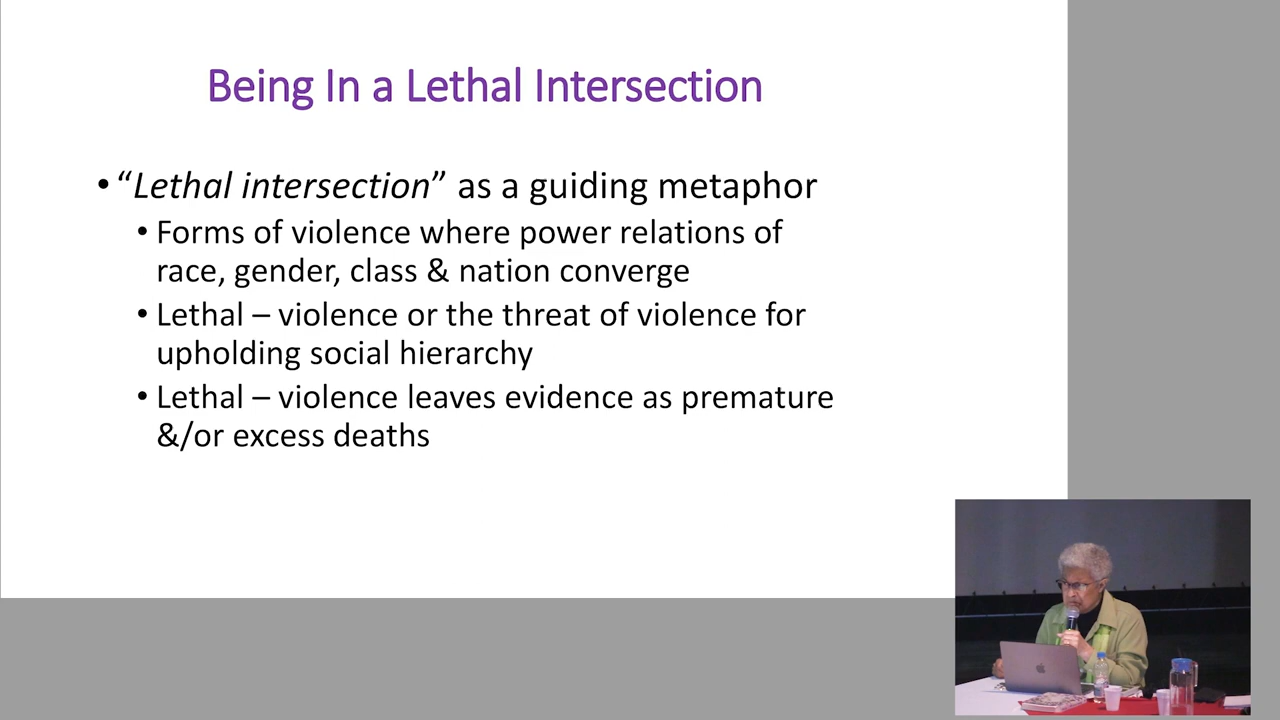 Being In a Lethal Intersection
• “Lethal intersection” as a guiding metaphor
• Forms of violence where power relations of
race, gender, class & nation converge
• Lethal – violence or the threat of violence for
upholding social hierarchy
• Lethal – violence leaves evidence as premature
&/or excess deaths